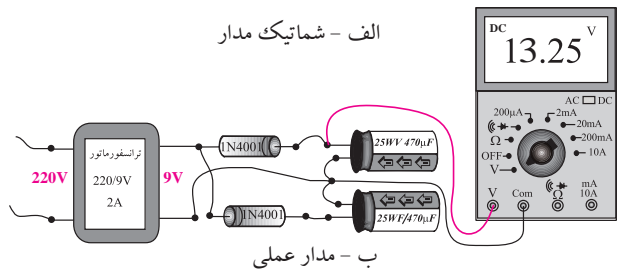 الف – شماتیک مدار
DC 13.25 V
AC DC
200µA 2mA
20mA
Ω 200mA
OFF 10A
V
V Com Ω mA 10A
220V
ترانسفورماتور
220/9V
2A
9V
1N4001
25WV 470µF
1N4001
25WF/470µF
ب – مدار عملی